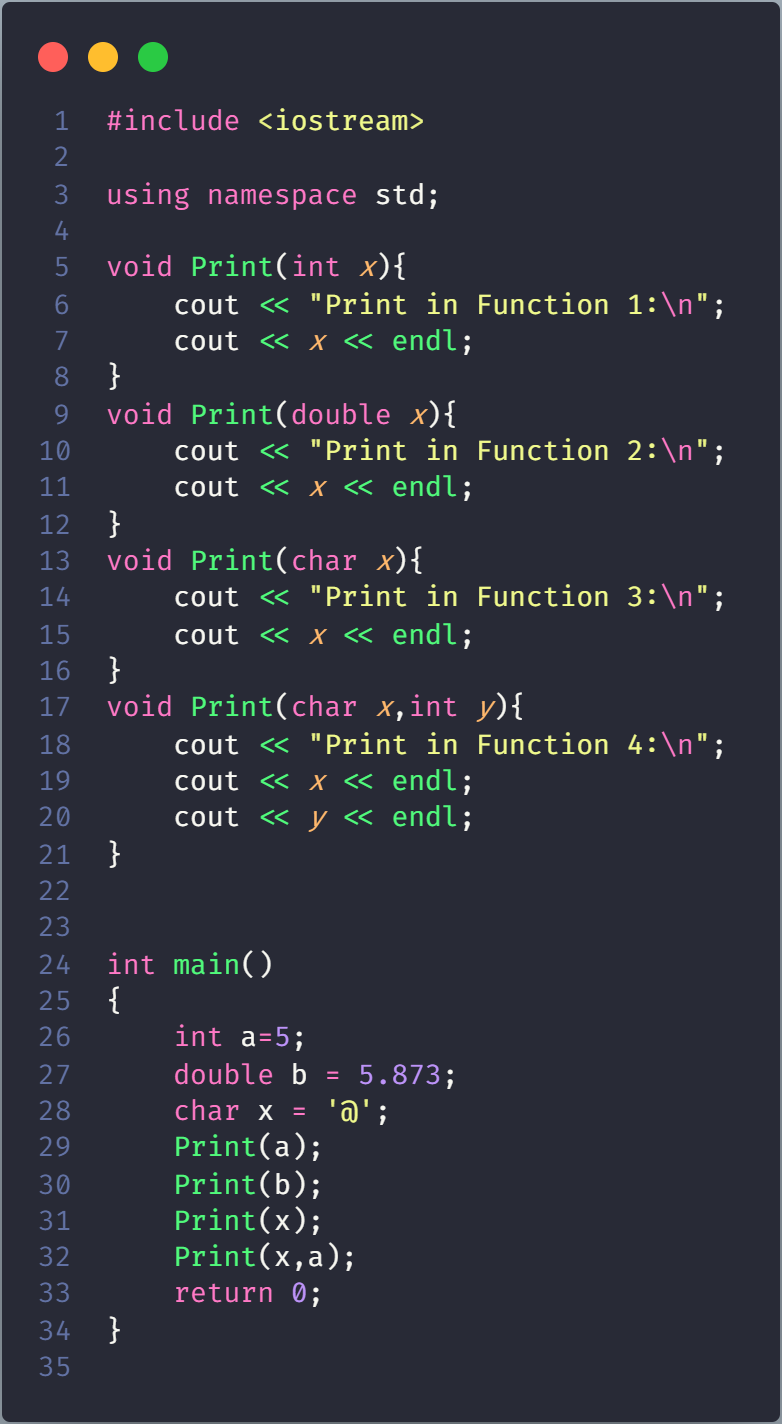 1 #include <iostream>
2
3 using namespace std;
4
5 void Print(int x){
6     cout << "Print in Function 1:\n";
7     cout << x << endl;
8 }
9 void Print(double x){
10     cout << "Print in Function 2:\n";
11     cout << x << endl;
12 }
13 void Print(char x){
14     cout << "Print in Function 3:\n";
15     cout << x << endl;
16 }
17 void Print(char x,int y){
18     cout << "Print in Function 4:\n";
19     cout << x << endl;
20     cout << y << endl;
21 }
22
23
24 int main()
25 {
26     int a=5;
27     double b = 5.873;
28     char x = '@';
29     Print(a);
30     Print(b);
31     Print(x);
32     Print(x,a);
33     return 0;
34 }
35